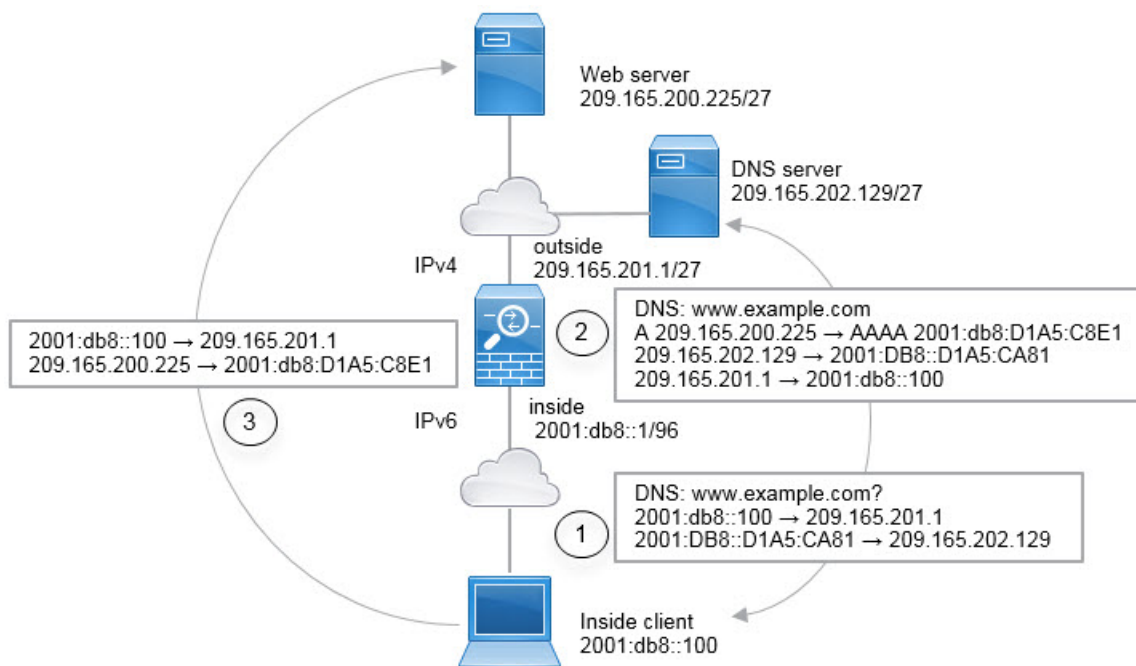 Web server
209.165.200.225/27
DNS server
209.165.202.129/27
IPv4
outside
209.165.201.1/27
2
DNS: www.example.com
A 209.165.200.225 → AAAA 2001:db8:D1A5:C8E1
209.165.202.129 → 2001:DB8::D1A5:CA81
209.165.201.1 → 2001:db8::100
2001:db8::100 → 209.165.201.1
209.165.200.225 → 2001:db8:D1A5:C8E1
3
IPv6
inside
2001:db8::1/96
1
DNS: www.example.com?
2001:db8::100 → 209.165.201.1
2001:DB8::D1A5:CA81 → 209.165.202.129
Inside client
2001:db8::100